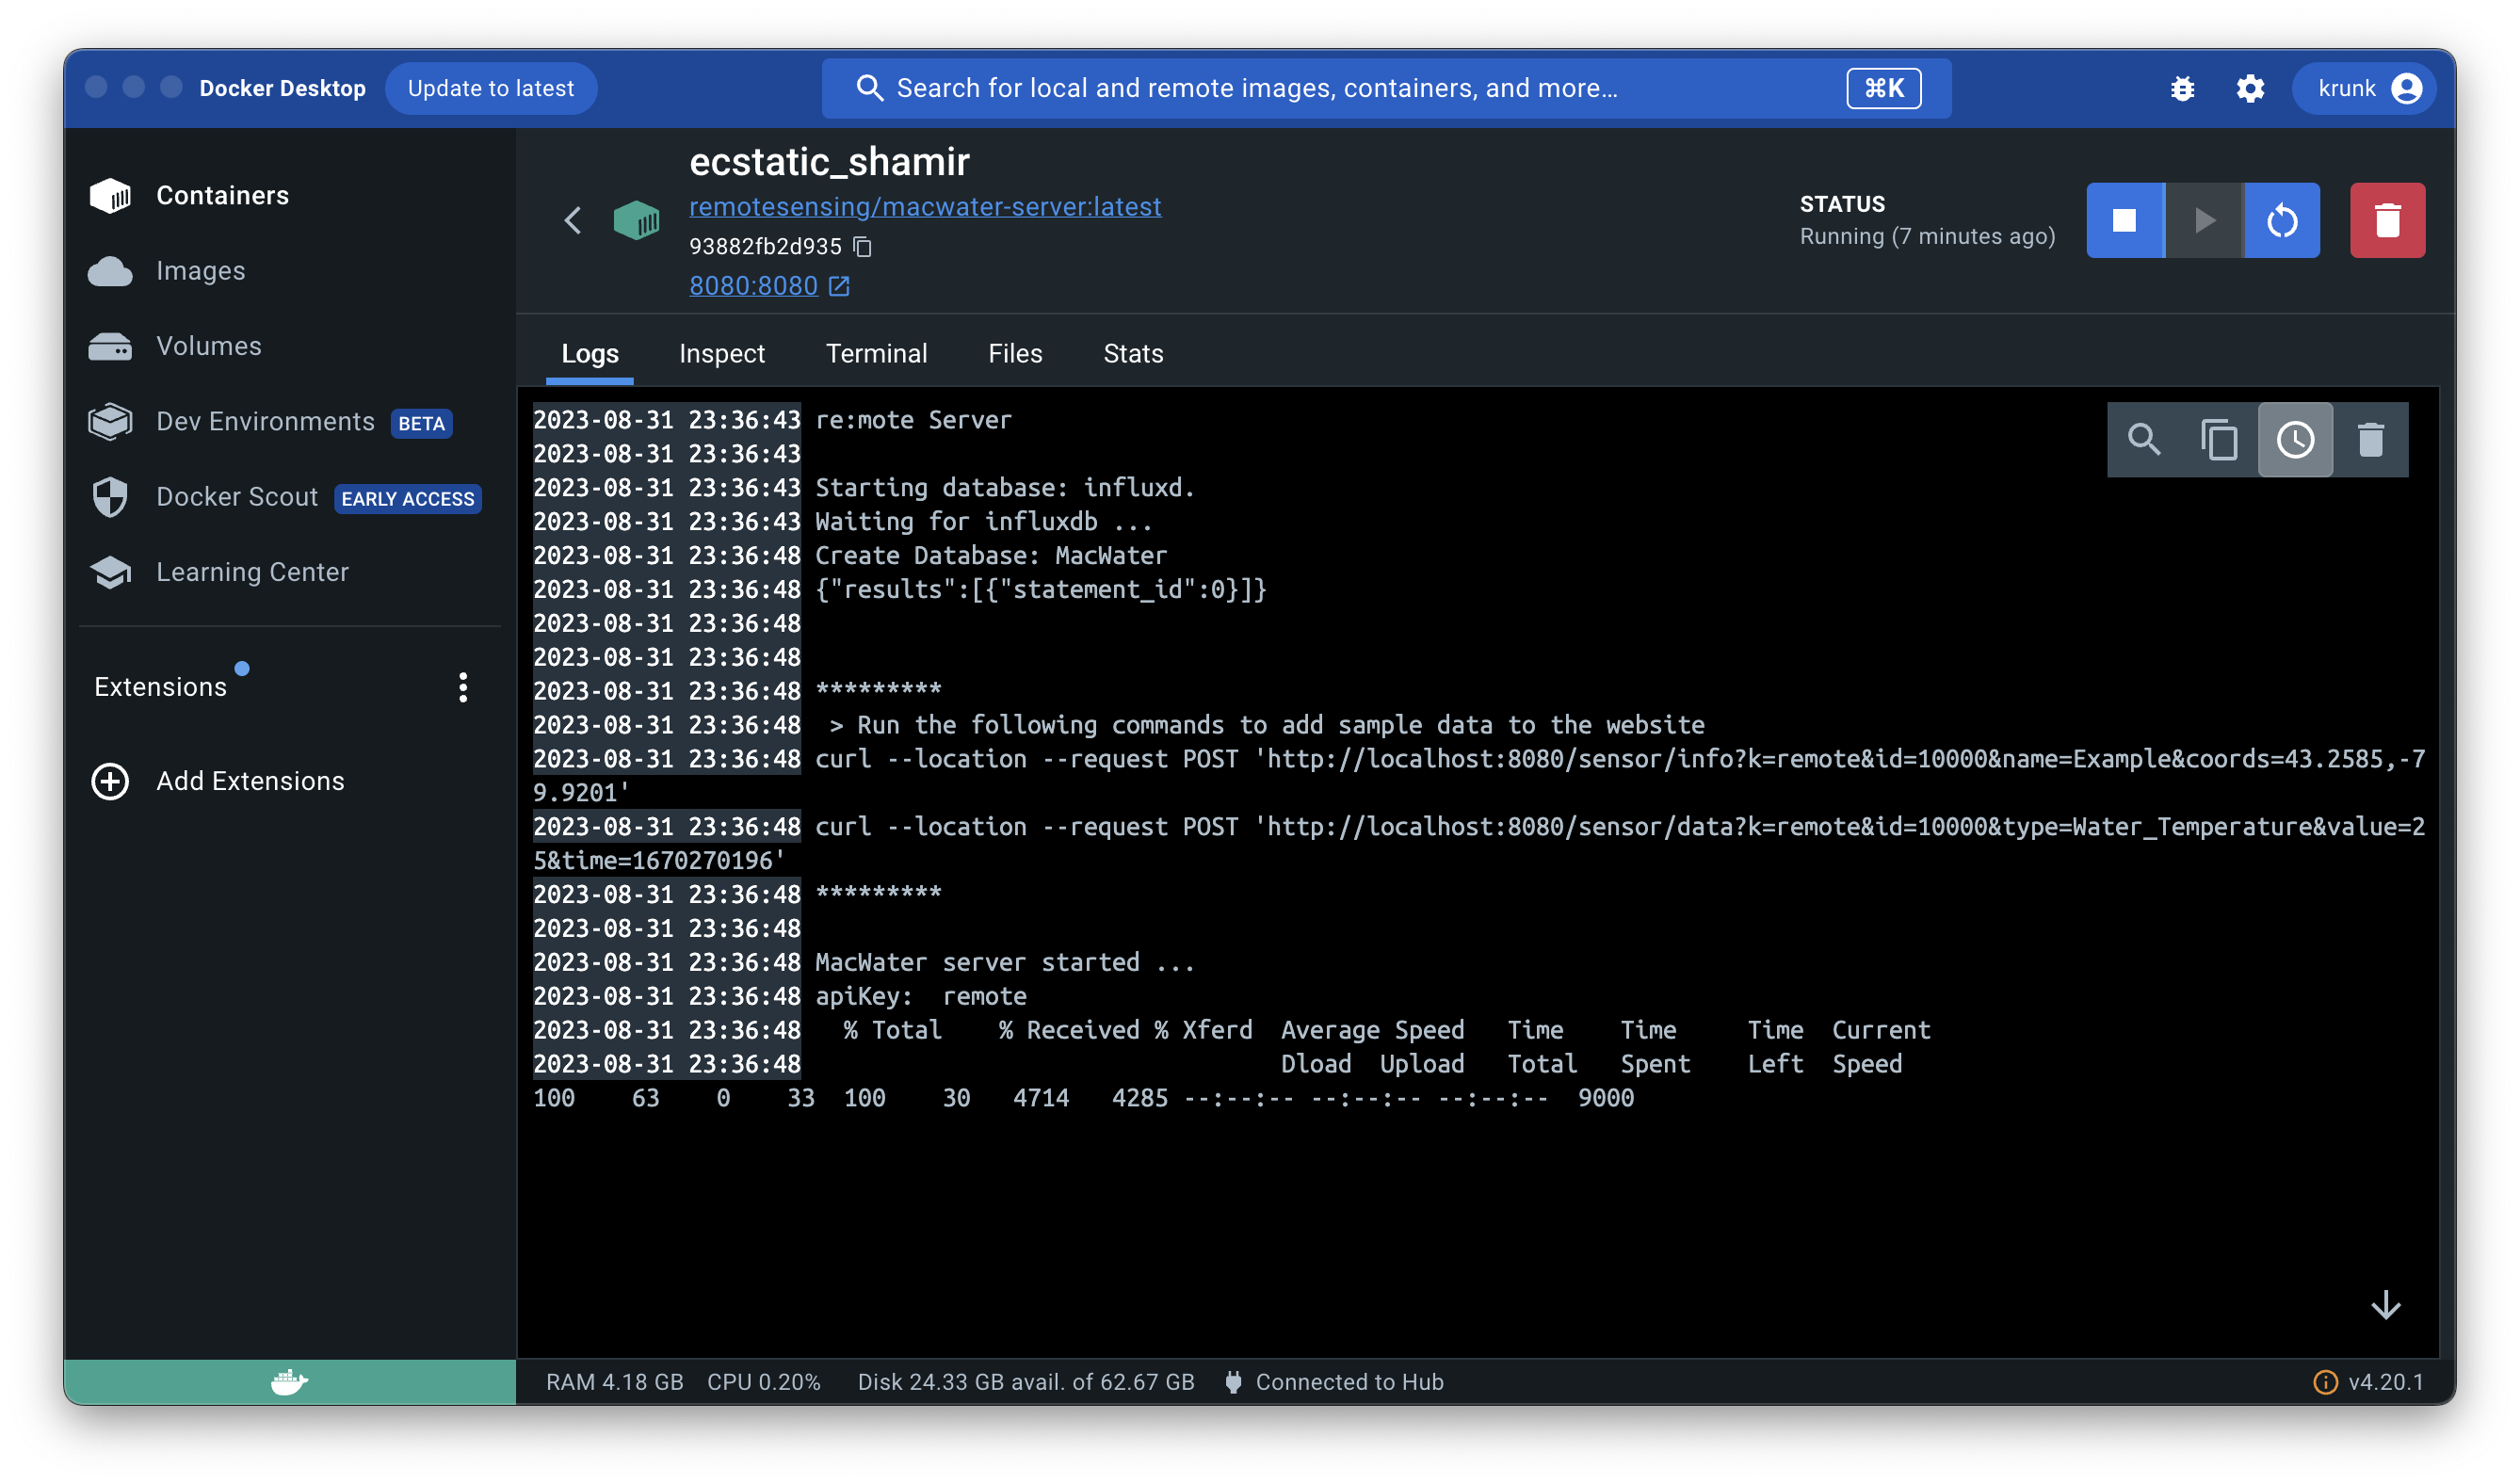 Docker Desktop Update to latest Search for local and remote images, containers, and more... ⌘K krunk
Containers
Images
Volumes
Dev Environments BETA
Docker Scout EARLY ACCESS
Learning Center
Extensions
Add Extensions
ecstatic_shamir
remotesensing/macwater-server:latest
93882fb2d935
8080:8080
STATUS
Running (7 minutes ago)
Logs Inspect Terminal Files Stats
2023-08-31 23:36:43 re:mote Server
2023-08-31 23:36:43
2023-08-31 23:36:43 Starting database: influxd.
2023-08-31 23:36:43 Waiting for influxdb ...
2023-08-31 23:36:48 Create Database: MacWater
2023-08-31 23:36:48 {"results":[{"statement_id":0}]}
2023-08-31 23:36:48
2023-08-31 23:36:48
2023-08-31 23:36:48 *********
2023-08-31 23:36:48  > Run the following commands to add sample data to the website
2023-08-31 23:36:48 curl --location --request POST 'http://localhost:8080/sensor/info?k=remote&id=10000&name=Example&coords=43.2585,-7
9.9201'
2023-08-31 23:36:48 curl --location --request POST 'http://localhost:8080/sensor/data?k=remote&id=10000&type=Water_Temperature&value=2
5&time=1670270196'
2023-08-31 23:36:48 *********
2023-08-31 23:36:48
2023-08-31 23:36:48 MacWater server started ...
2023-08-31 23:36:48 apiKey:  remote
2023-08-31 23:36:48   % Total    % Received % Xferd  Average Speed   Time    Time     Time  Current
2023-08-31 23:36:48                                  Dload  Upload   Total   Spent    Left  Speed
100    63    0    33  100    30   4714   4285 --:--:-- --:--:-- --:--:--  9000
RAM 4.18 GB CPU 0.20% Disk 24.33 GB avail. of 62.67 GB Connected to Hub v4.20.1